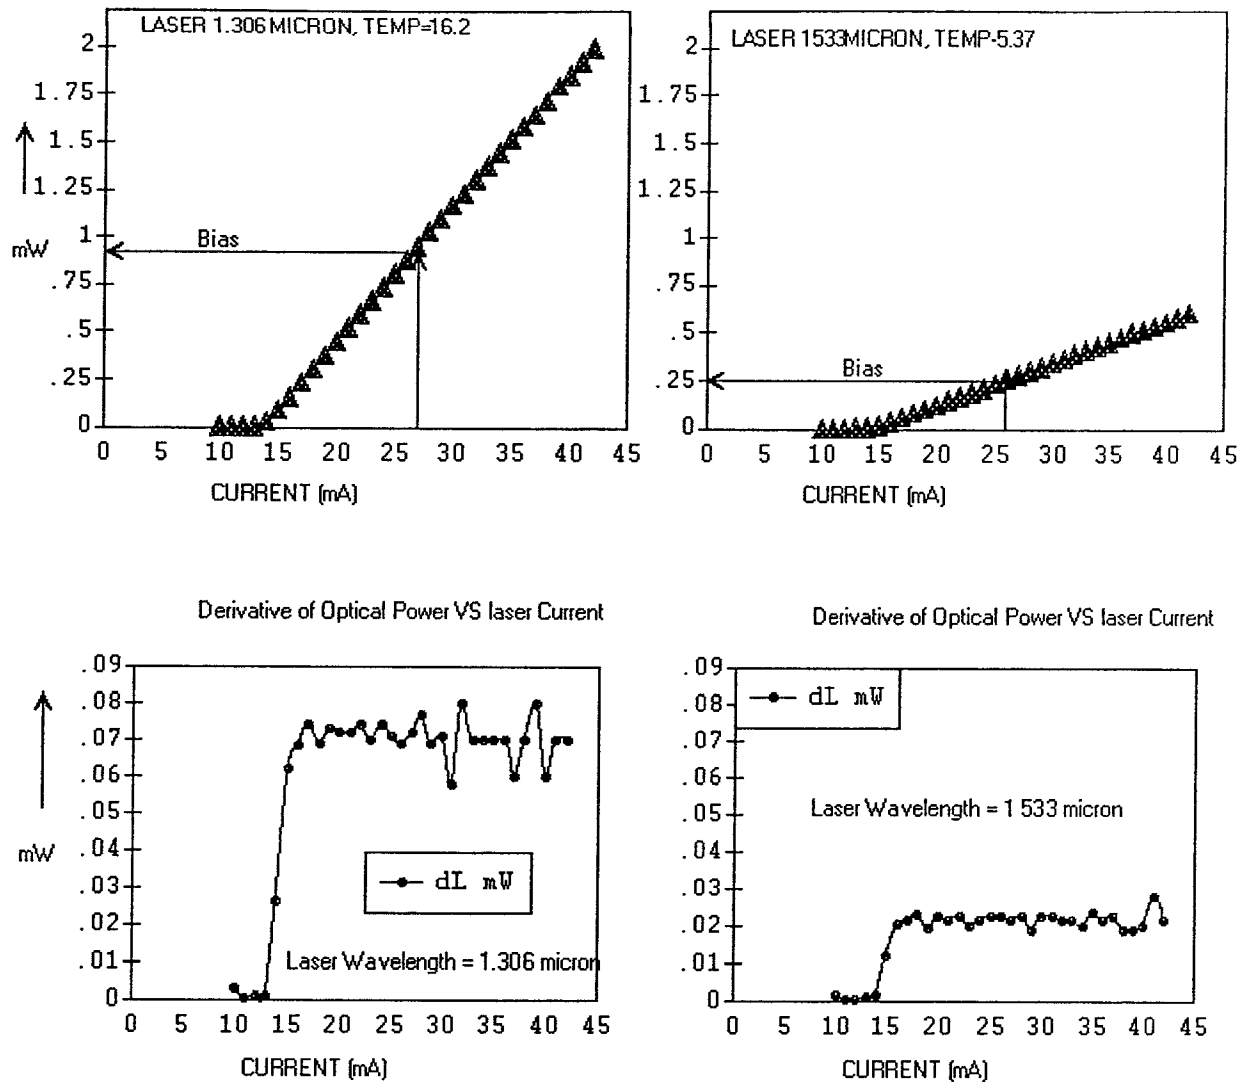 LASER 1.306 MICRON, TEMP=16.2
2
1.75
1.5
1.25
1
.75
.5
.25
0
mW
Bias
0 5 10 15 20 25 30 35 40 45
CURRENT (mA)
LASER 1533MICRON, TEMP-5.37
2
1.75
1.5
1.25
1
.75
.5
.25
0
Bias
0 5 10 15 20 25 30 35 40 45
CURRENT (mA)
Derivative of Optical Power VS laser Current
.09
.08
.07
.06
.05
.04
.03
.02
.01
0
mW
dL mW
Laser Wavelength = 1.306 micron
0 5 10 15 20 25 30 35 40 45
CURRENT (mA)
Derivative of Optical Power VS laser Current
.09
.08
.07
.06
.05
.04
.03
.02
.01
0
dL mW
Laser Wavelength = 1 533 micron
0 5 10 15 20 25 30 35 40 45
CURRENT (mA)